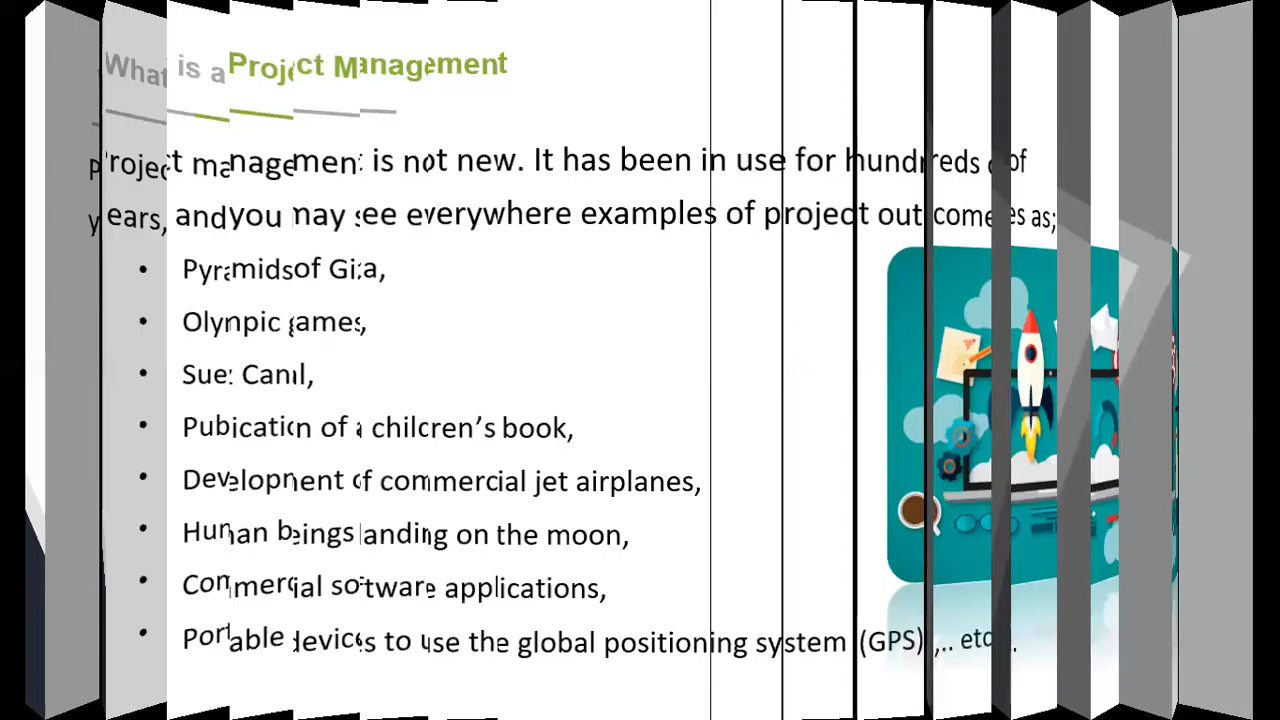 What is a Project Management
Project management is not new. It has been in use for hundreds of
years, and you may see everywhere examples of project outcomes as;
• Pyramids of Giza,
• Olympic games,
• Suez Canal,
• Publication of a children's book,
• Development of commercial jet airplanes,
• Human beings landing on the moon,
• Commercial software applications,
• Portable devices to use the global positioning system (GPS) ,.. etc..